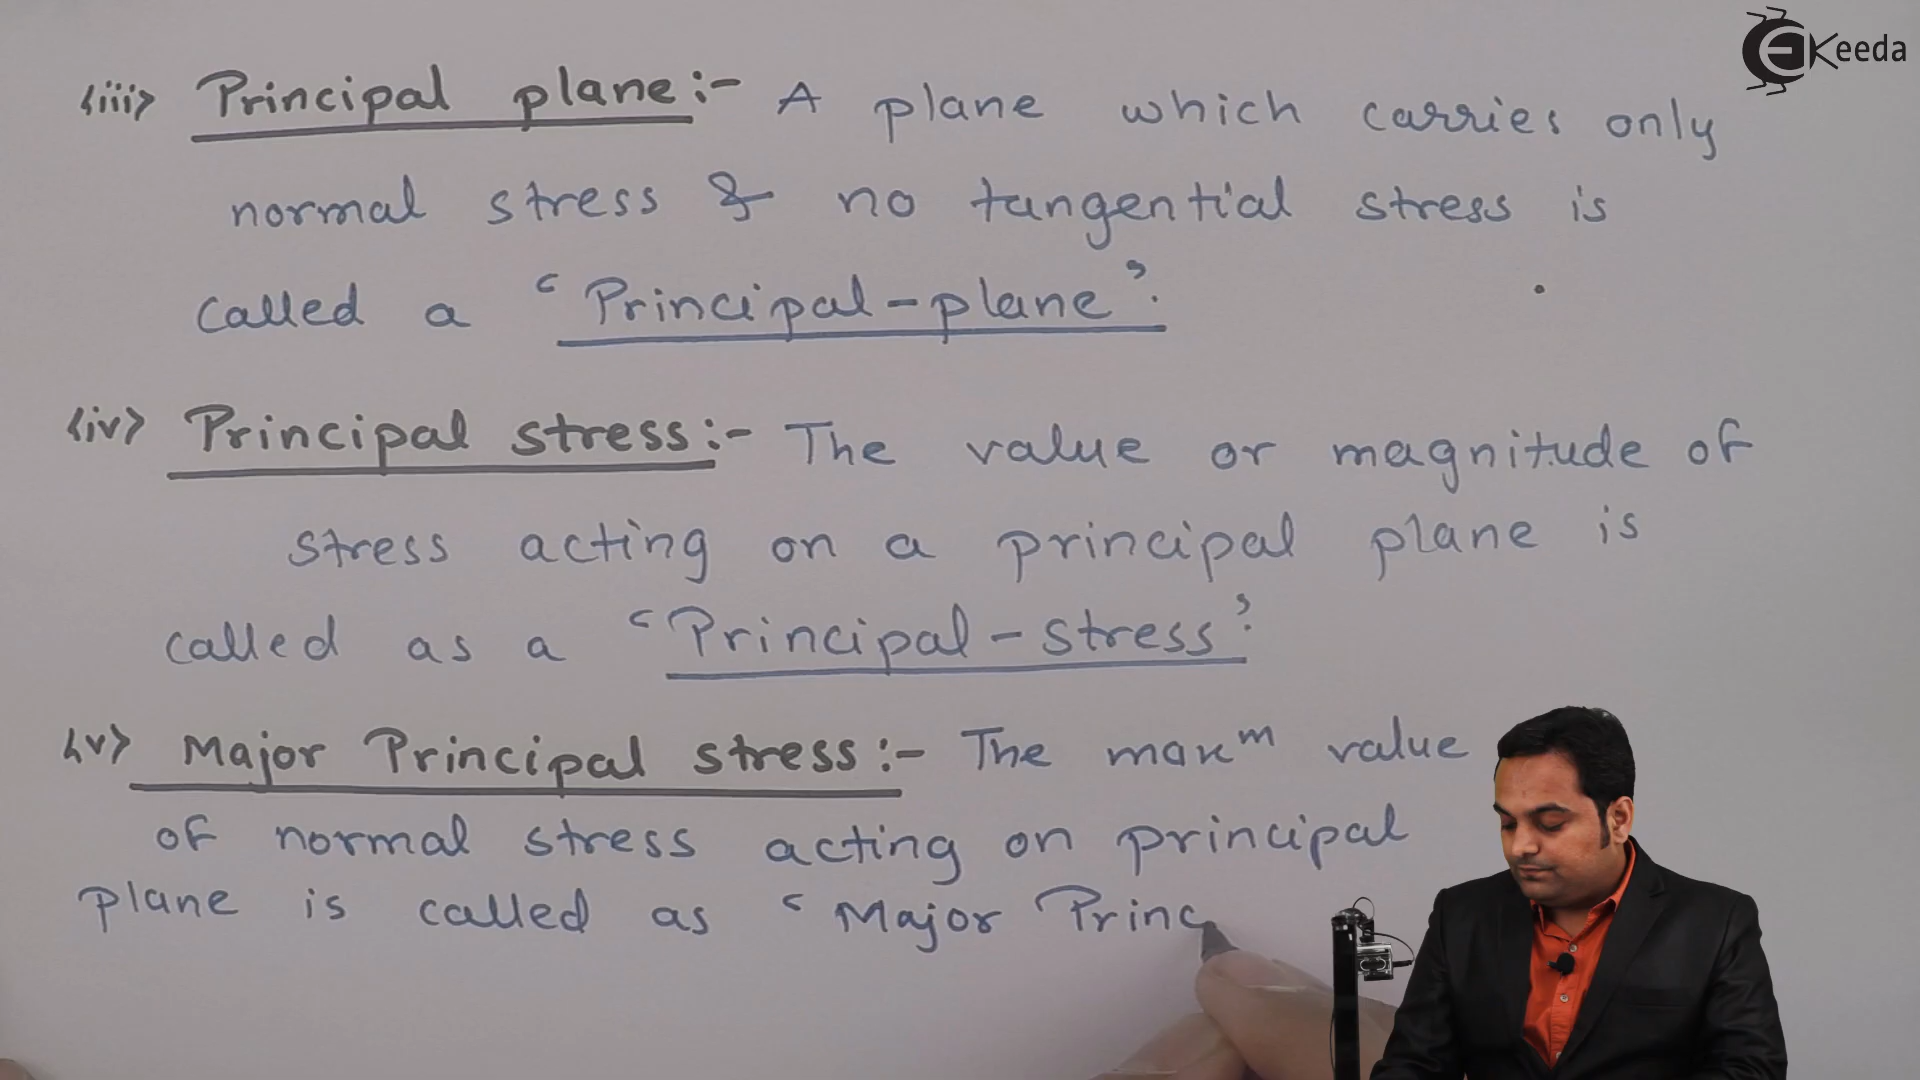 Keeda
<iii> Principal plane:- A plane which carries only
normal stress & no tangential stress is
called a 'Principal-plane'.
<iv> Principal stress:- The value or magnitude of
stress acting on a principal plane is
called as a 'Principal-stress'.
<v> Major Principal stress:- The maxᵐ value
of normal stress acting on principal
plane is called as 'Major Princ